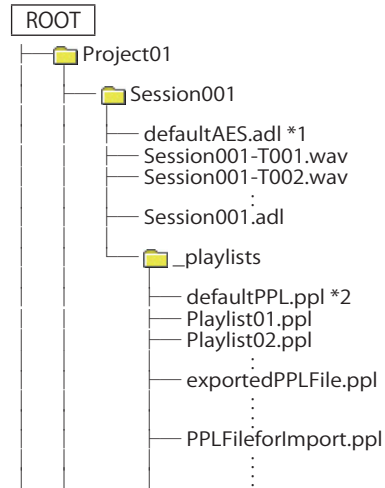 ROOT
Project01
Session001
defaultAES.adl *1
Session001-T001.wav
Session001-T002.wav
Session001.adl
_playlists
defaultPPL.ppl *2
Playlist01.ppl
Playlist02.ppl
exportedPPLFile.ppl
PPLFileforImport.ppl